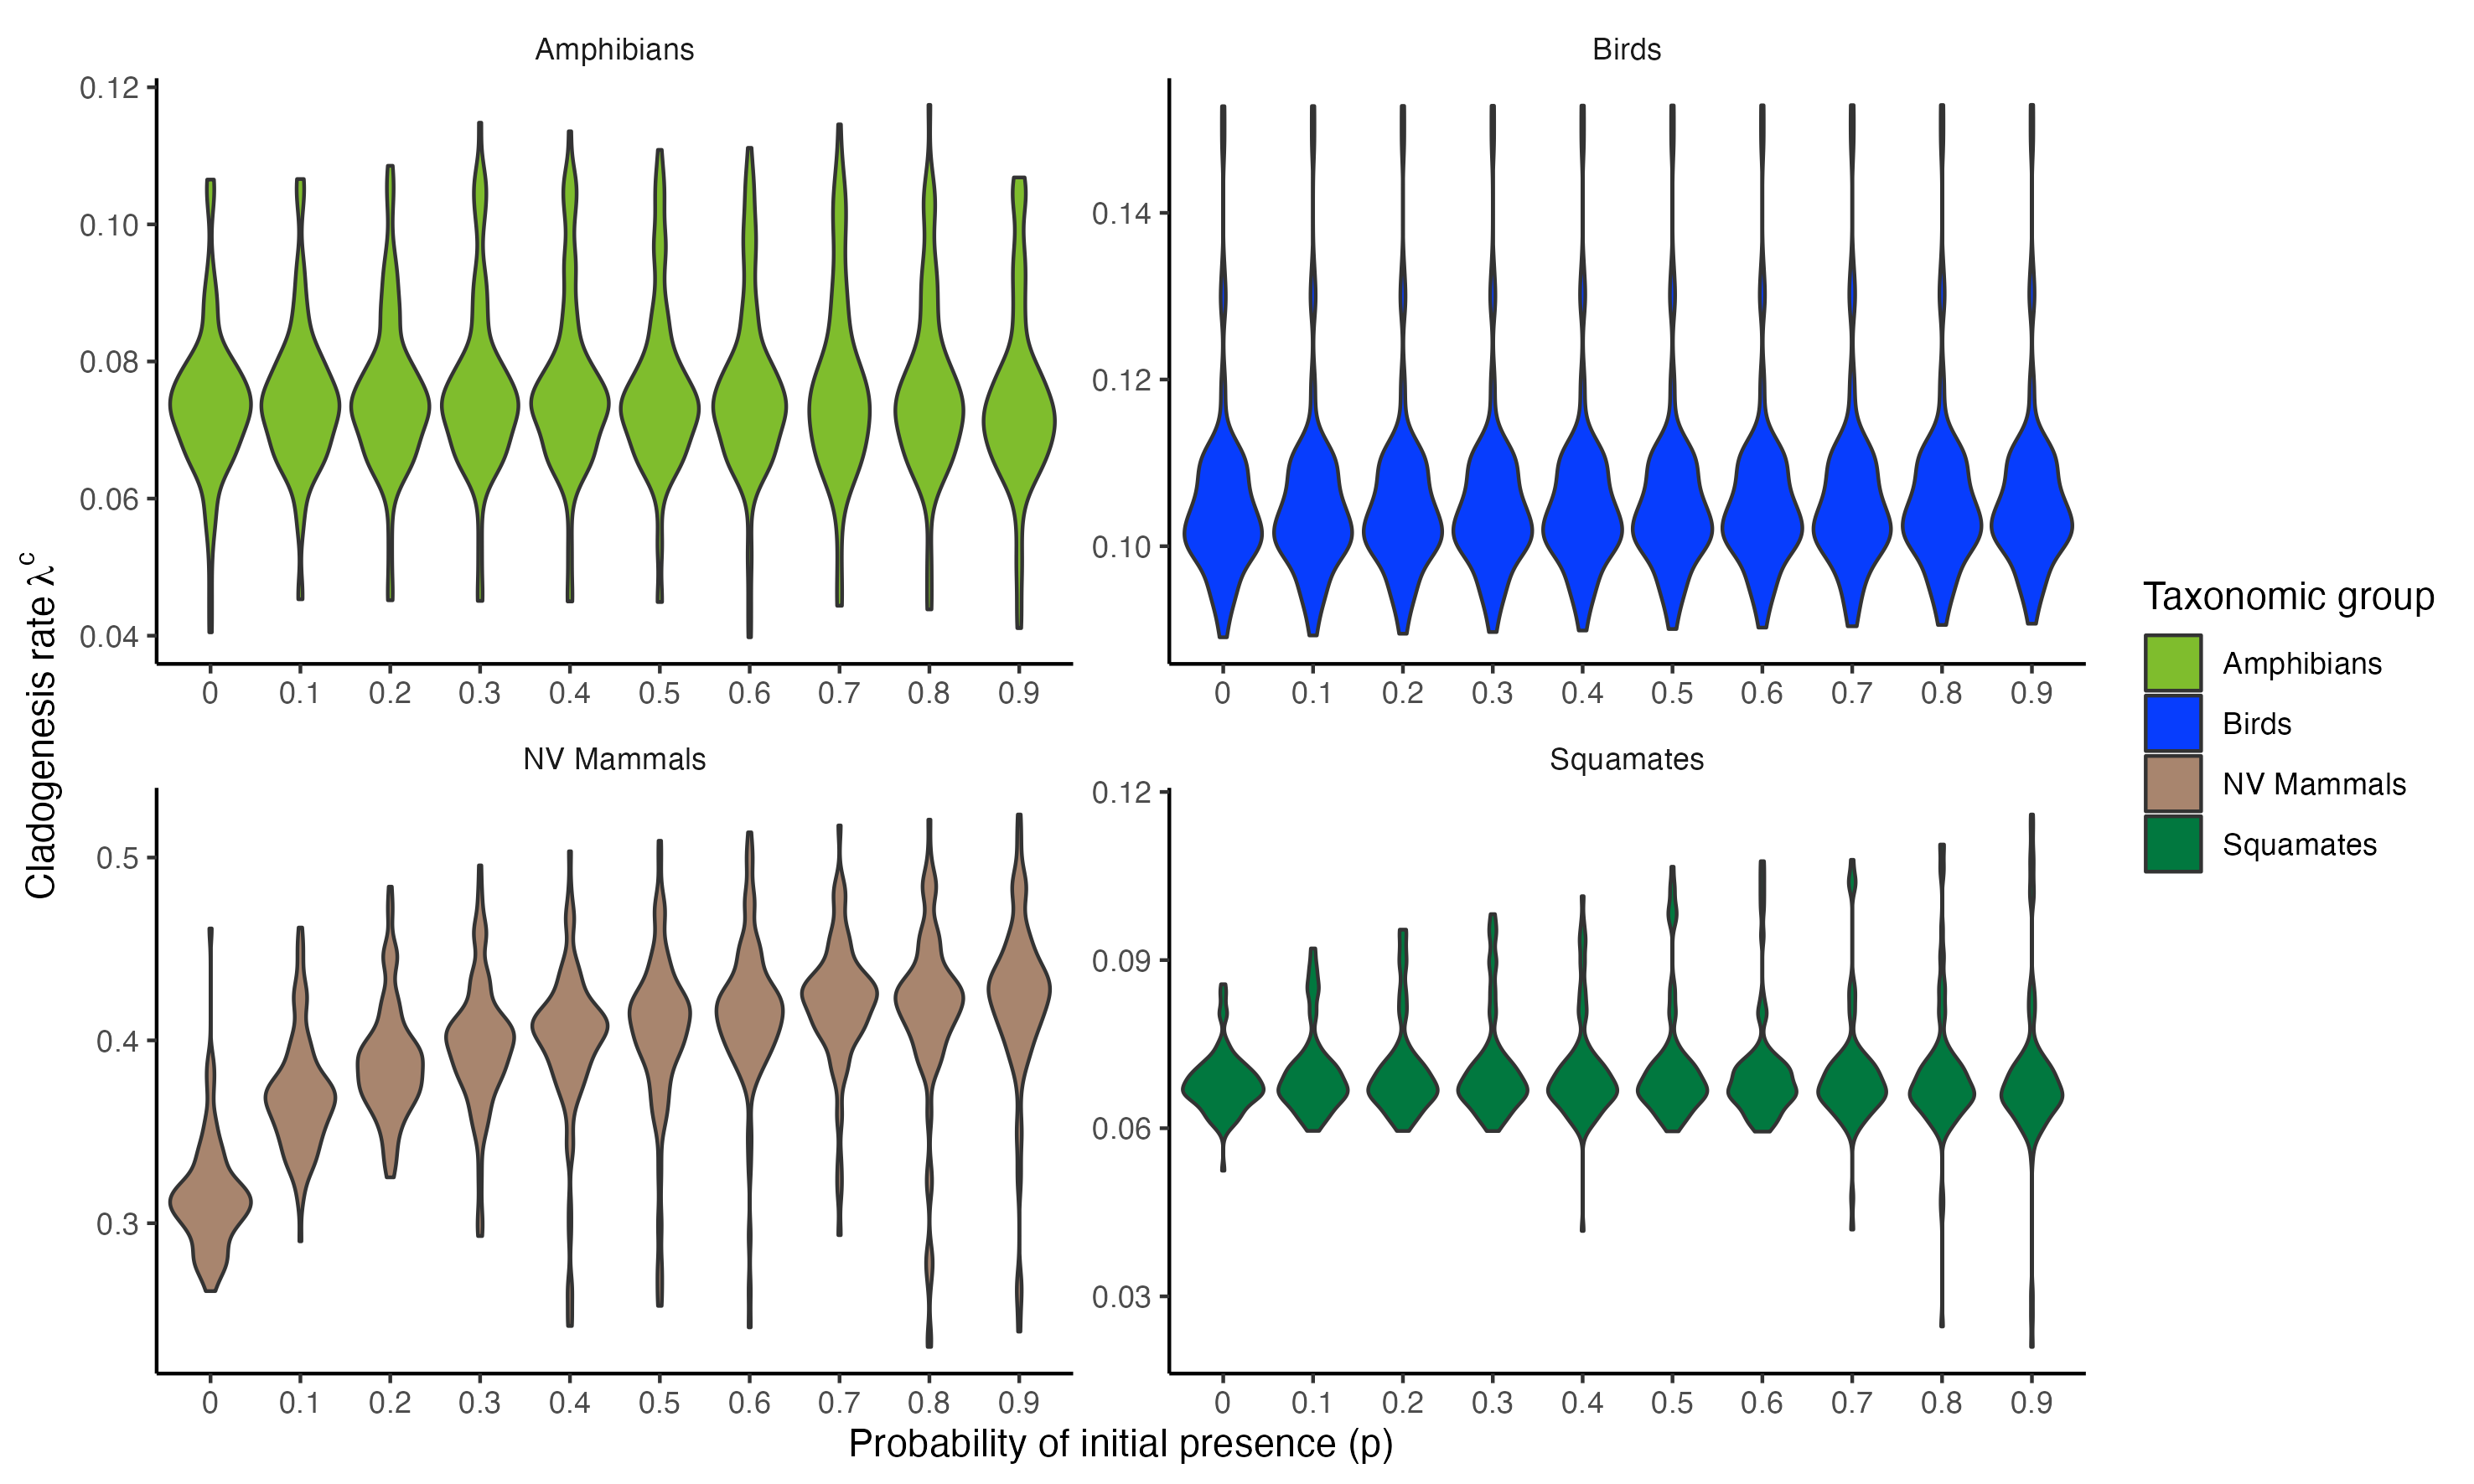 Amphibians
0.12
0.10
0.08
0.06
0.04
0 0.1 0.2 0.3 0.4 0.5 0.6 0.7 0.8 0.9
Birds
0.14
0.12
0.10
0 0.1 0.2 0.3 0.4 0.5 0.6 0.7 0.8 0.9
NV Mammals
0.5
0.4
0.3
0 0.1 0.2 0.3 0.4 0.5 0.6 0.7 0.8 0.9
Squamates
0.12
0.09
0.06
0.03
0 0.1 0.2 0.3 0.4 0.5 0.6 0.7 0.8 0.9
Cladogenesis rate λᶜ
Probability of initial presence (p)
Taxonomic group
Amphibians
Birds
NV Mammals
Squamates